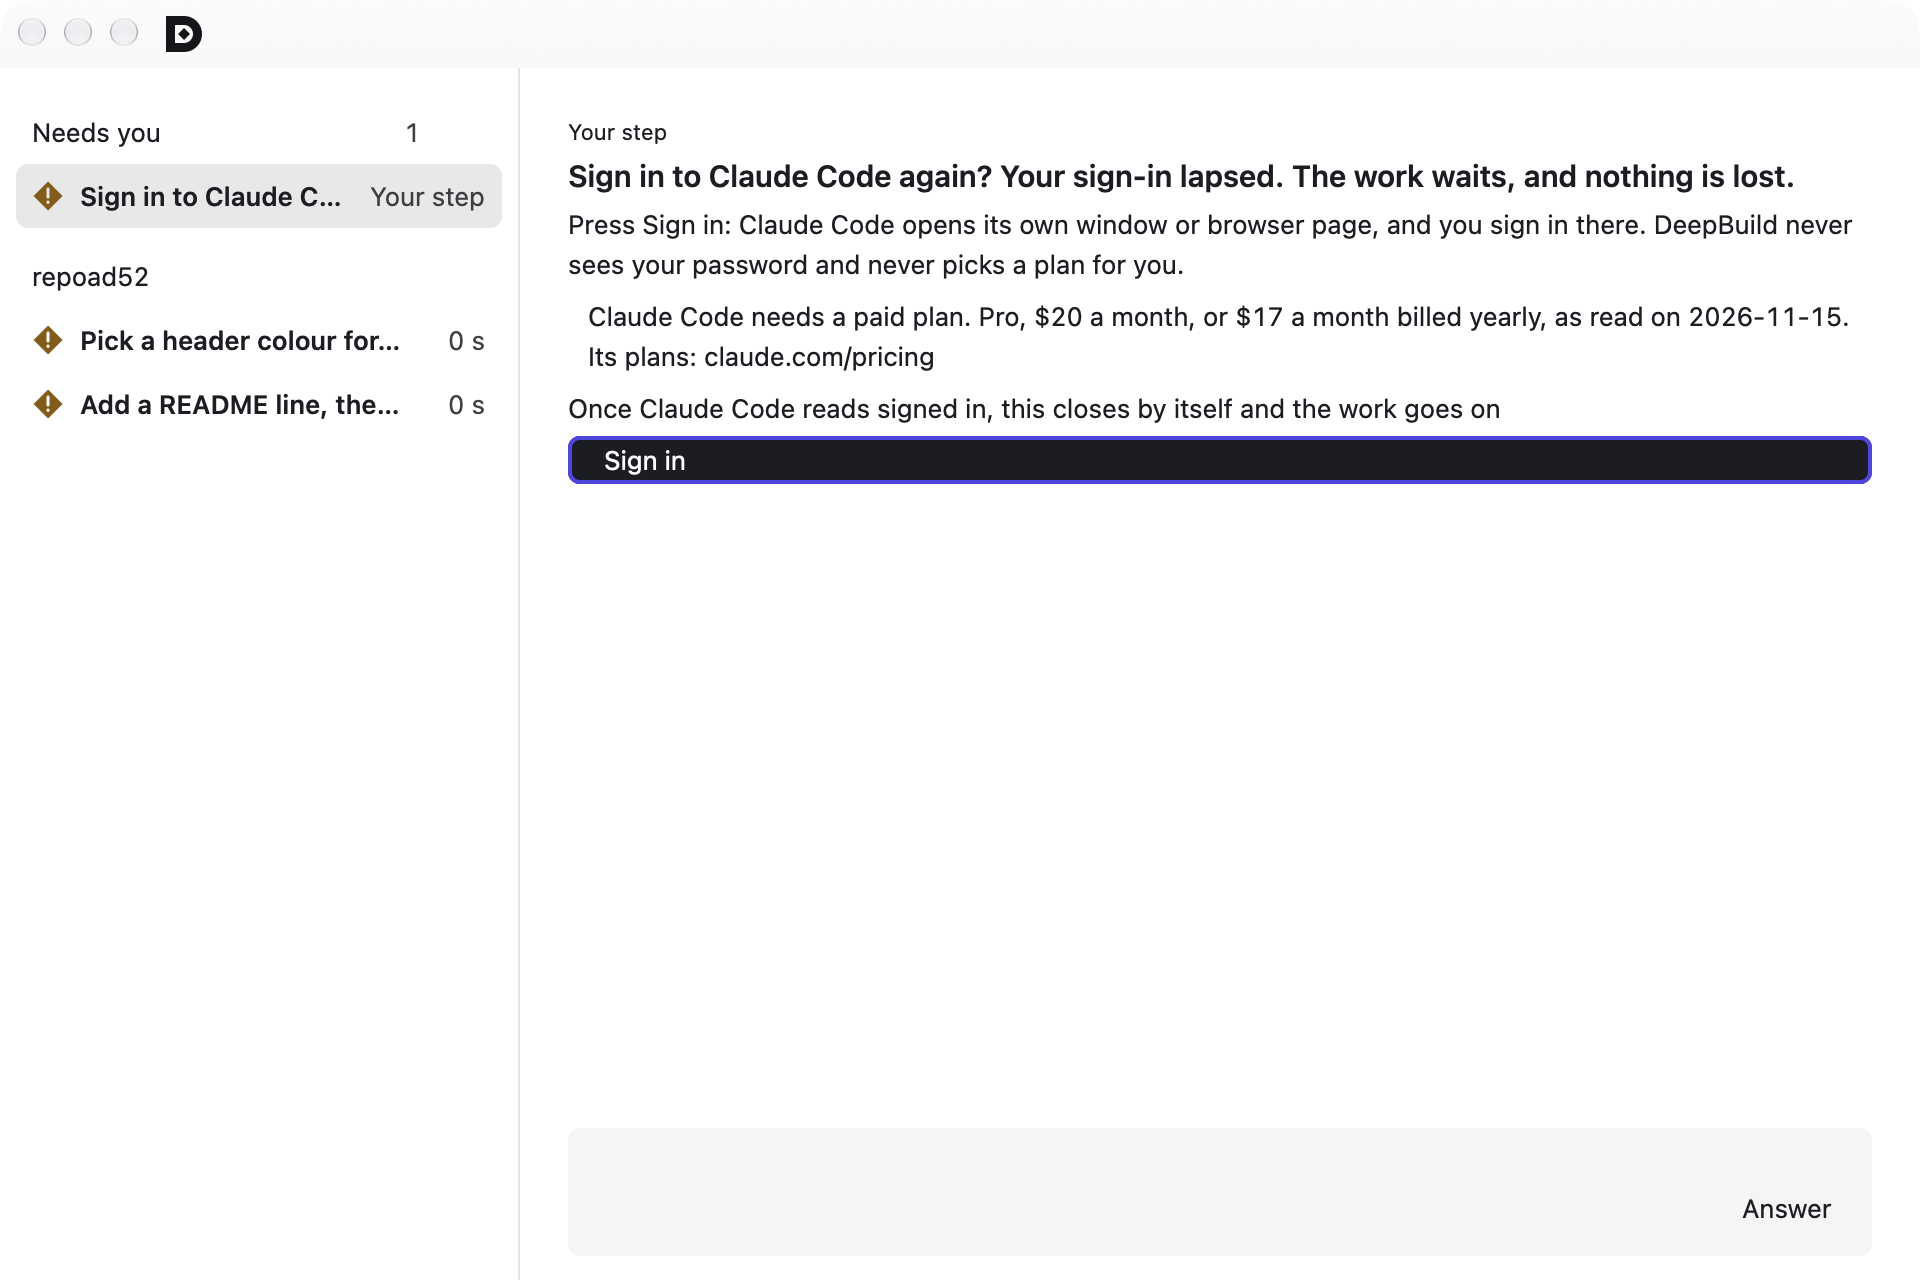 Needs you 1
Sign in to Claude C... Your step
repoad52
Pick a header colour for... 0 s
Add a README line, the... 0 s
Your step
Sign in to Claude Code again? Your sign-in lapsed. The work waits, and nothing is lost.
Press Sign in: Claude Code opens its own window or browser page, and you sign in there. DeepBuild never
sees your password and never picks a plan for you.
Claude Code needs a paid plan. Pro, $20 a month, or $17 a month billed yearly, as read on 2026-11-15.
Its plans: claude.com/pricing
Once Claude Code reads signed in, this closes by itself and the work goes on
Sign in
Answer